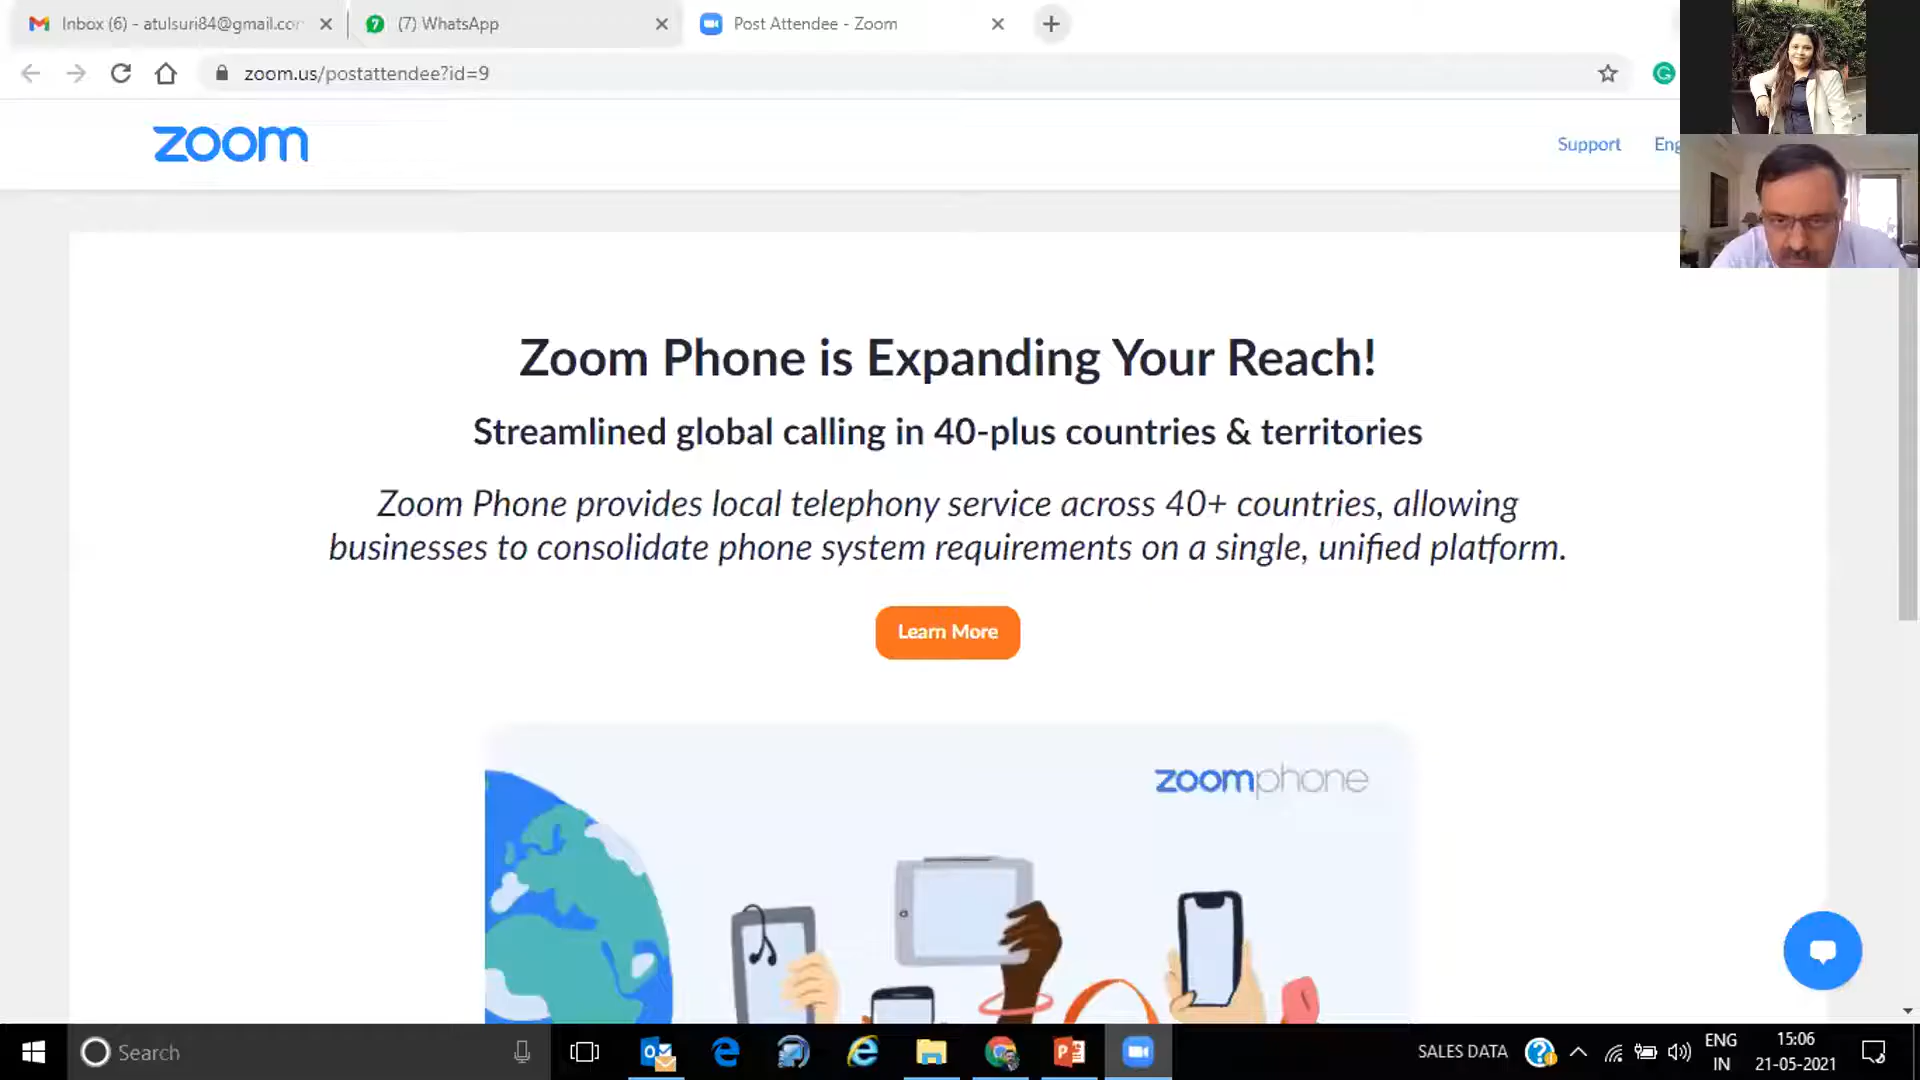 Inbox (6) - atulsuri84@gmail.com
(7) WhatsApp
Post Attendee - Zoom
zoom.us/postattendee?id=9
zoom
Support
Eng
Zoom Phone is Expanding Your Reach!
Streamlined global calling in 40-plus countries & territories
Zoom Phone provides local telephony service across 40+ countries, allowing
businesses to consolidate phone system requirements on a single, unified platform.
Learn More
zoomphone
Search
SALES DATA
ENG
IN
15:06
21-05-2021